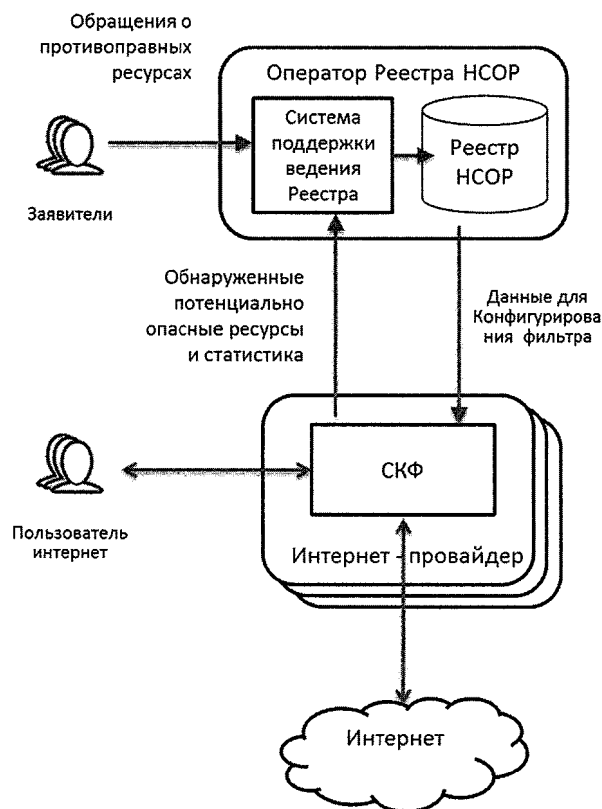 Обращения о
противоправных
ресурсах
Оператор Реестра НСОР
Система
поддержки
ведения
Реестра
Реестр
НСОР
Заявители
Обнаруженные
потенциально
опасные ресурсы
и статистика
Данные для
Конфигурирова
ния фильтра
СКФ
Пользователь
интернет
Интернет - провайдер
Интернет